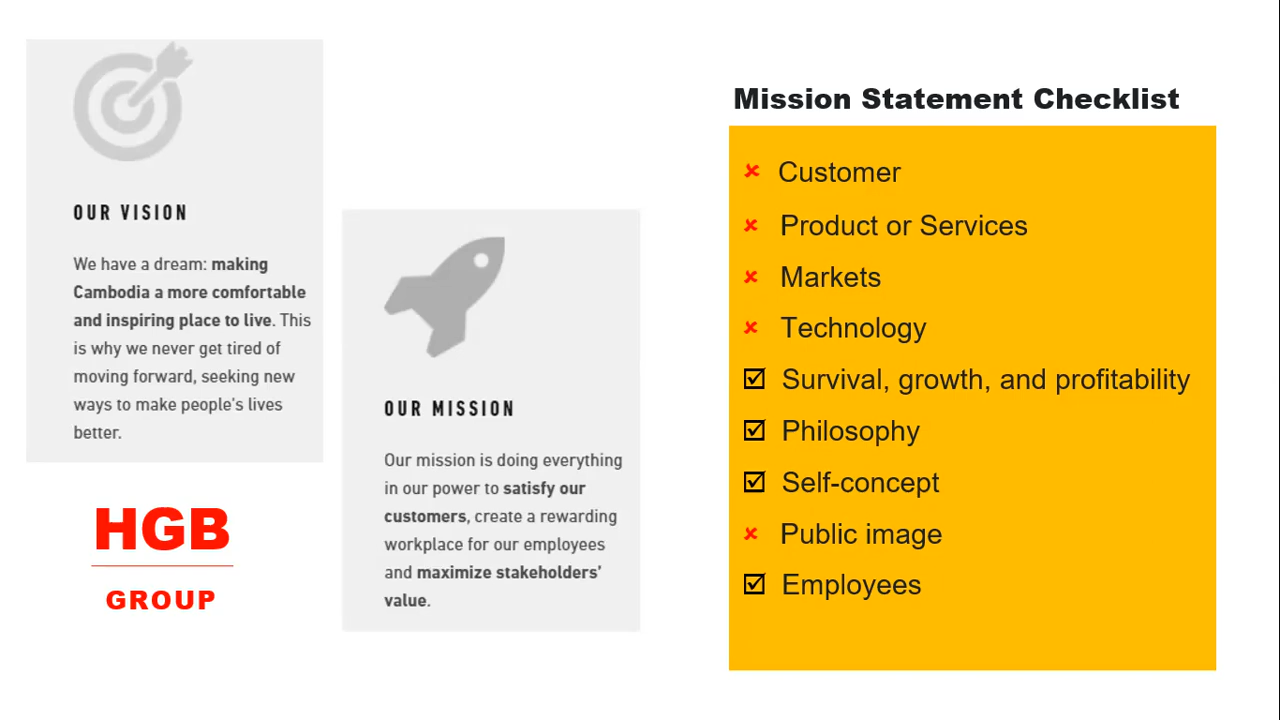 OUR VISION
We have a dream: making
Cambodia a more comfortable
and inspiring place to live. This
is why we never get tired of
moving forward, seeking new
ways to make people's lives
better.
HGB
GROUP
OUR MISSION
Our mission is doing everything
in our power to satisfy our
customers, create a rewarding
workplace for our employees
and maximize stakeholders'
value.
Mission Statement Checklist
✘ Customer
✘ Product or Services
✘ Markets
✘ Technology
☑ Survival, growth, and profitability
☑ Philosophy
☑ Self-concept
✘ Public image
☑ Employees